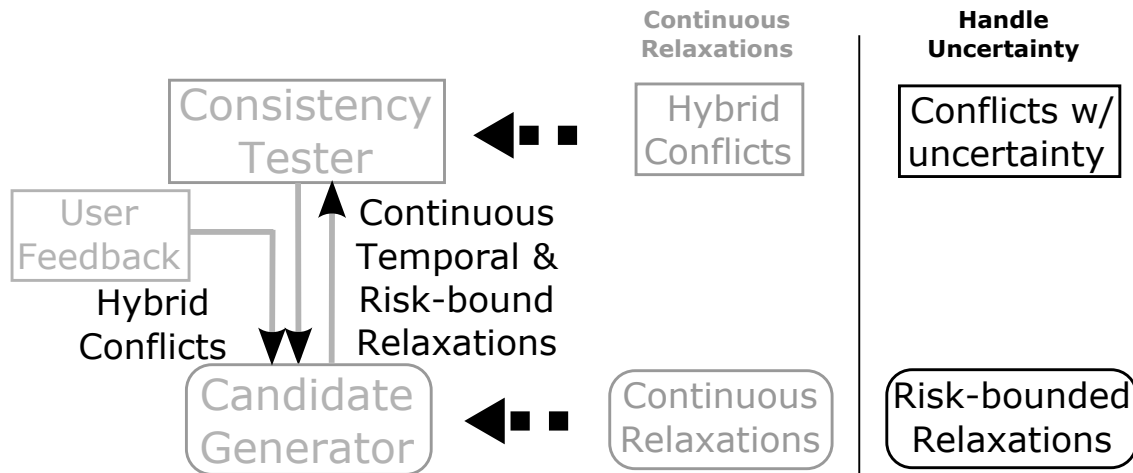 Continuous
Relaxations
Handle
Uncertainty
Consistency
Tester
Hybrid
Conflicts
Conflicts w/
uncertainty
User
Feedback
Continuous
Temporal &
Risk-bound
Relaxations
Hybrid
Conflicts
Candidate
Generator
Continuous
Relaxations
Risk-bounded
Relaxations